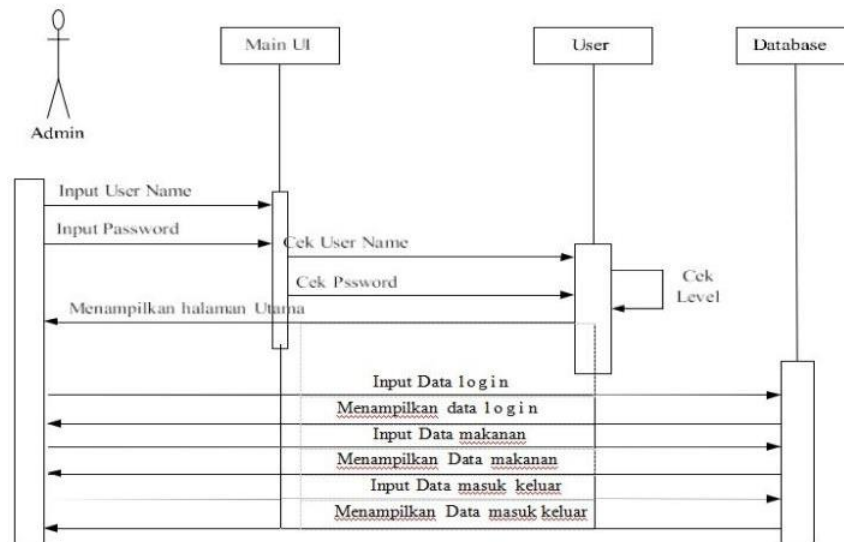 Main UI
User
Database
Admin
Input User Name
Input Password
Cek User Name
Cek Pssword
Cek
Level
Menampilkan halaman Utama
Input Data login
Menampilkan data login
Input Data makanan
Menampilkan Data makanan
Input Data masuk keluar
Menampilkan Data masuk keluar